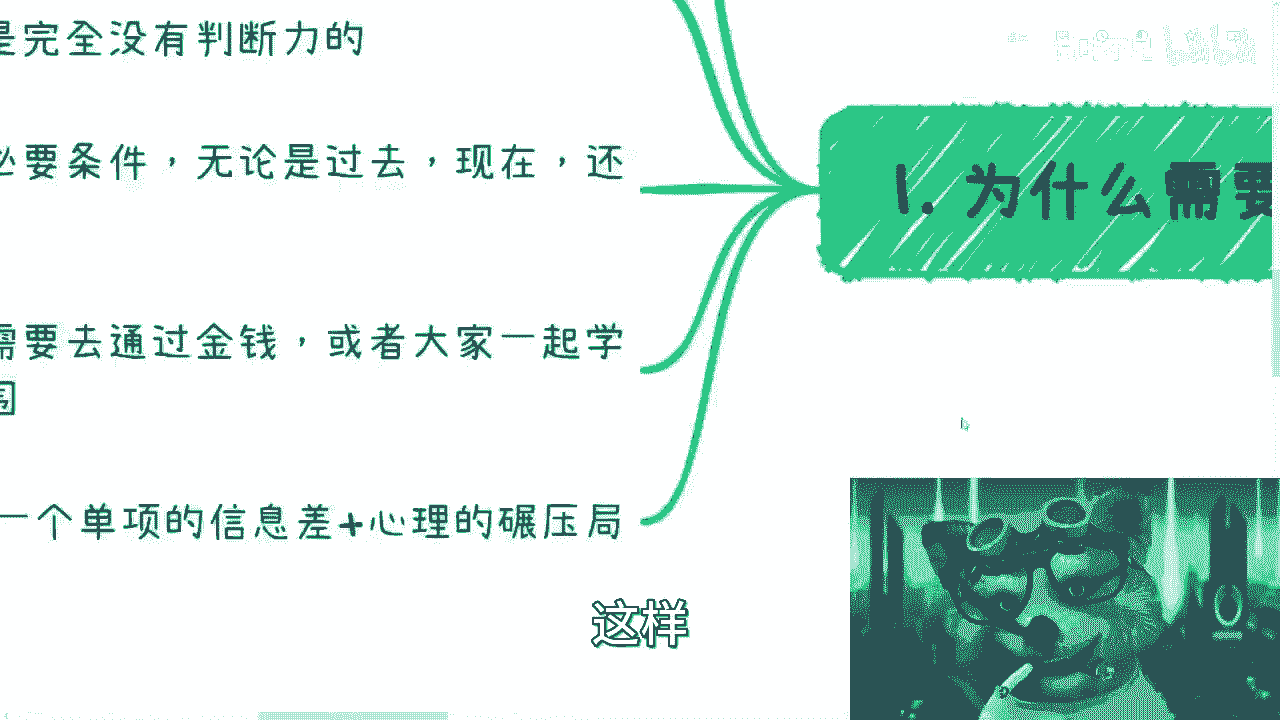 是完全没有判断力的
必要条件，无论是过去，现在，还
需要去通过金钱，或者大家一起学
围
一个单项的信息差+心理的碾压局
1. 为什么需要
这样